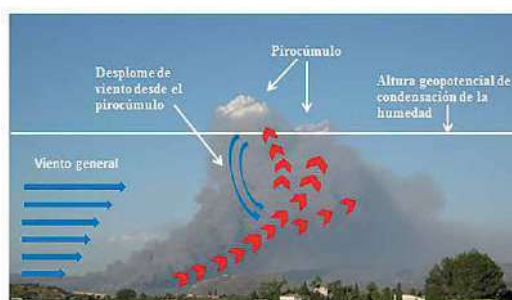 Pirocúmulo
Desplome de
viento desde el
pirocúmulo
Altura geopotencial de
condensación de la
humedad
Viento general